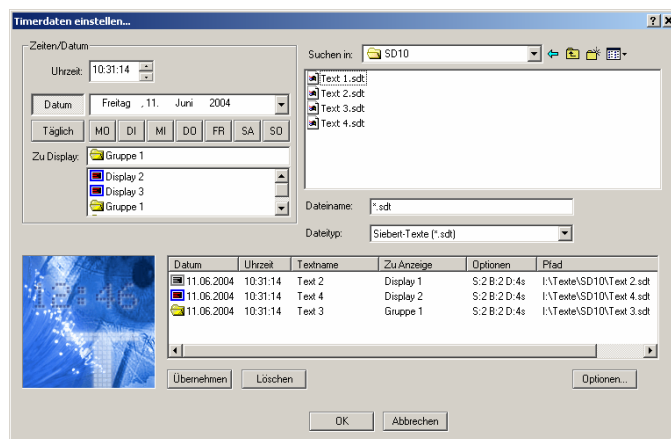 Timerdaten einstellen...
Zeiten/Datum
Uhrzeit: 10:31:14
Datum Freitag , 11. Juni 2004
Täglich MO DI MI DO FR SA SO
Zu Display: Gruppe 1
Display 2
Display 3
Gruppe 1
Suchen in: SD10
Text 1.sdt
Text 2.sdt
Text 3.sdt
Text 4.sdt
Dateiname: *.sdt
Dateityp: Siebert-Texte (*.sdt)
Datum Uhrzeit Textname Zu Anzeige Optionen Pfad
11.06.2004 10:31:14 Text 2 Display 1 S:2 B:2 D:4s I:\Texte\SD10\Text 2.sdt
11.06.2004 10:31:14 Text 4 Display 2 S:2 B:2 D:4s I:\Texte\SD10\Text 4.sdt
11.06.2004 10:31:14 Text 3 Gruppe 1 S:2 B:2 D:4s I:\Texte\SD10\Text 3.sdt
Übernehmen Löschen Optionen...
OK Abbrechen